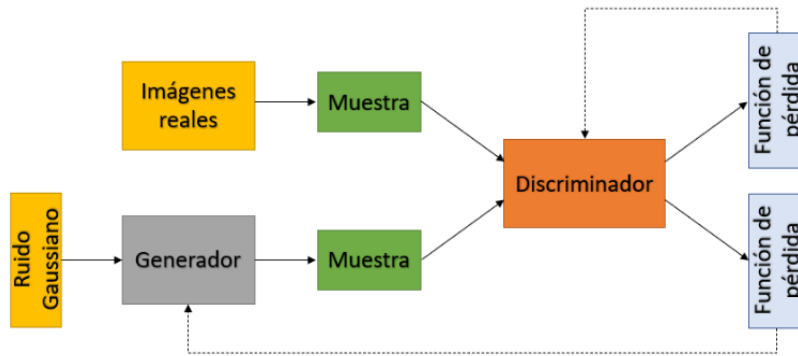 Imágenes
reales
Muestra
Discriminador
Función de
pérdida
Ruido
Gaussiano
Generador
Muestra
Función de
pérdida